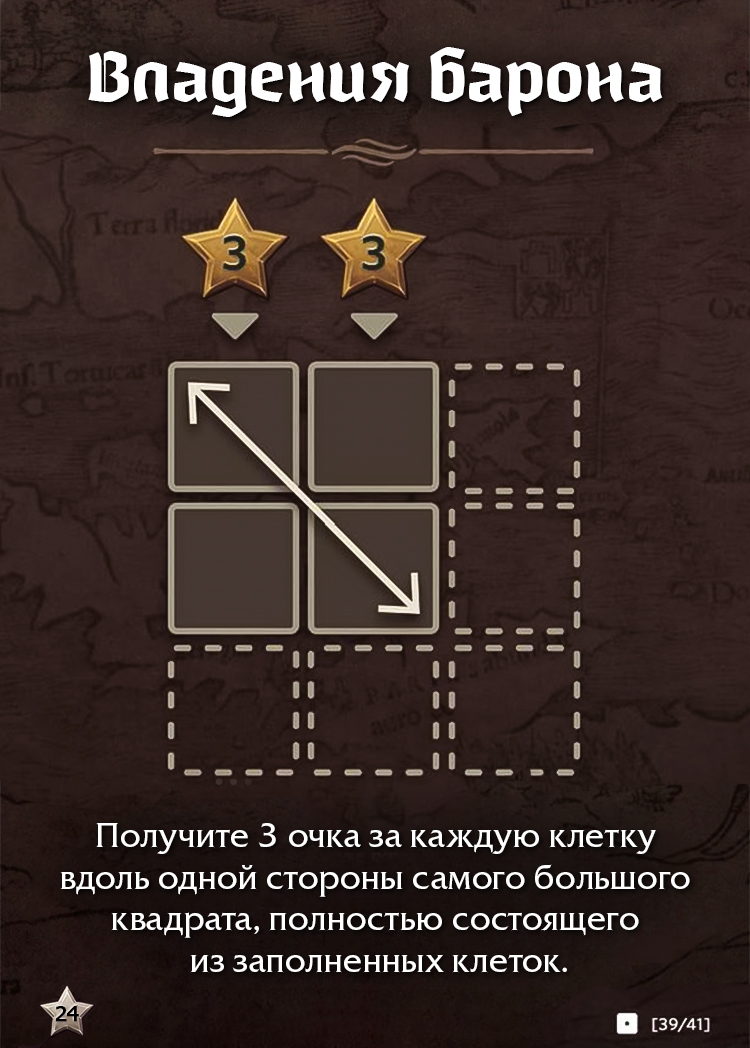 Владения барона
3 3
Получите 3 очка за каждую клетку
вдоль одной стороны самого большого
квадрата, полностью состоящего
из заполненных клеток.
24
[39/41]